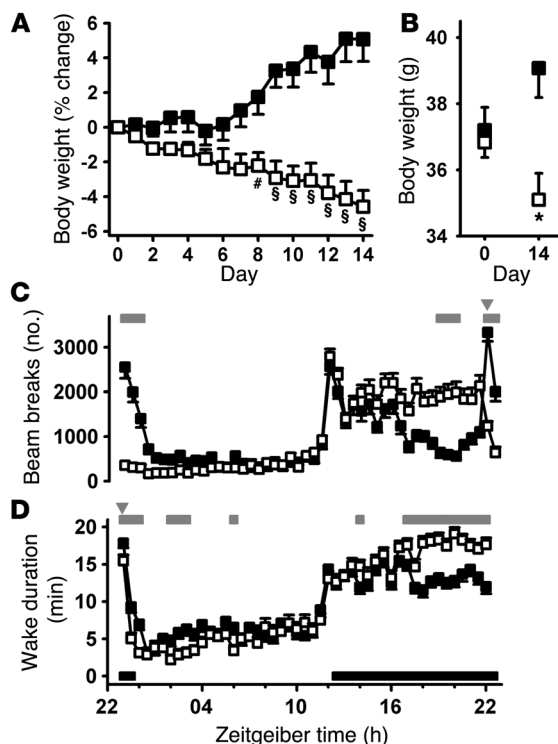 A
Body weight (% change)
6
4
2
0
-2
-4
-6
# § § § § § §
0 2 4 6 8 10 12 14
Day
B
Body weight (g)
40
38
36
34
*
0 14
Day
C
Beam breaks (no.)
3000
2000
1000
0
D
Wake duration
(min)
20
15
10
5
0
22 04 10 16 22
Zeitgeiber time (h)